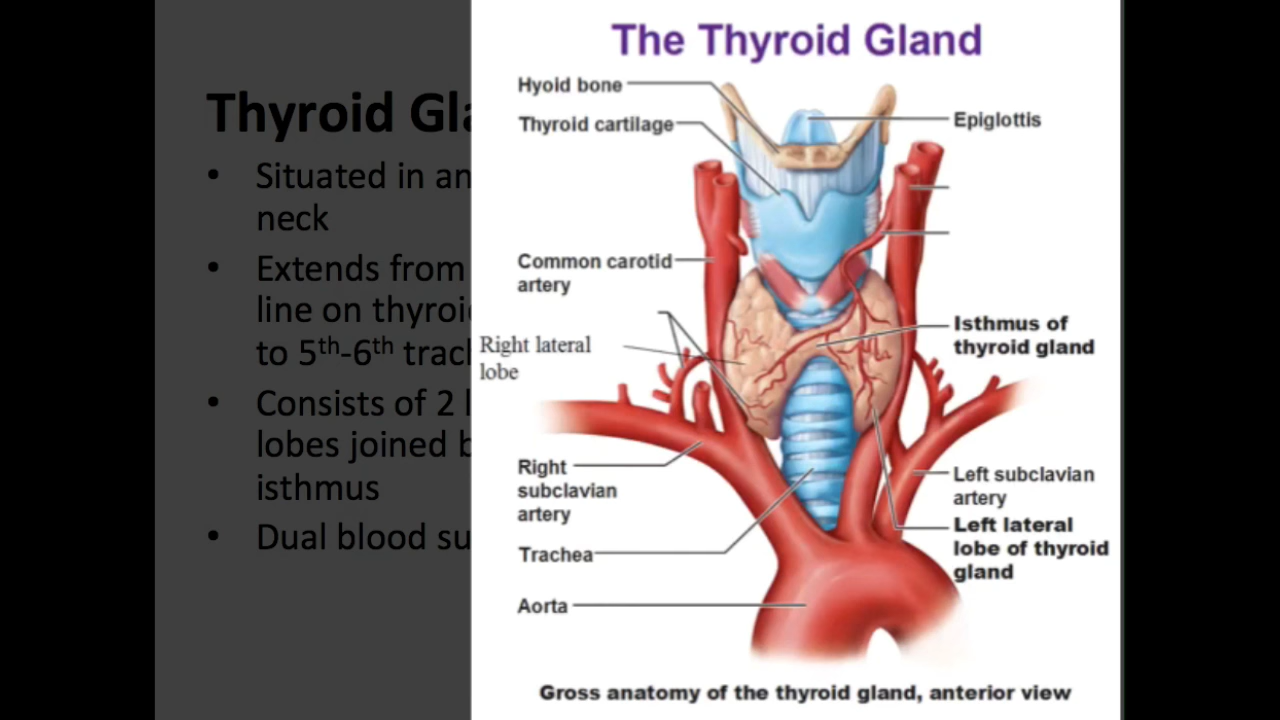 Thyroid Gla
• Situated in an
neck
• Extends from
line on thyroi
to 5th-6th trac
• Consists of 2 l
lobes joined b
isthmus
• Dual blood su
The Thyroid Gland
Hyoid bone
Thyroid cartilage
Epiglottis
Common carotid
artery
Isthmus of
thyroid gland
Right lateral
lobe
Right
subclavian
artery
Left subclavian
artery
Left lateral
lobe of thyroid
gland
Trachea
Aorta
Gross anatomy of the thyroid gland, anterior view